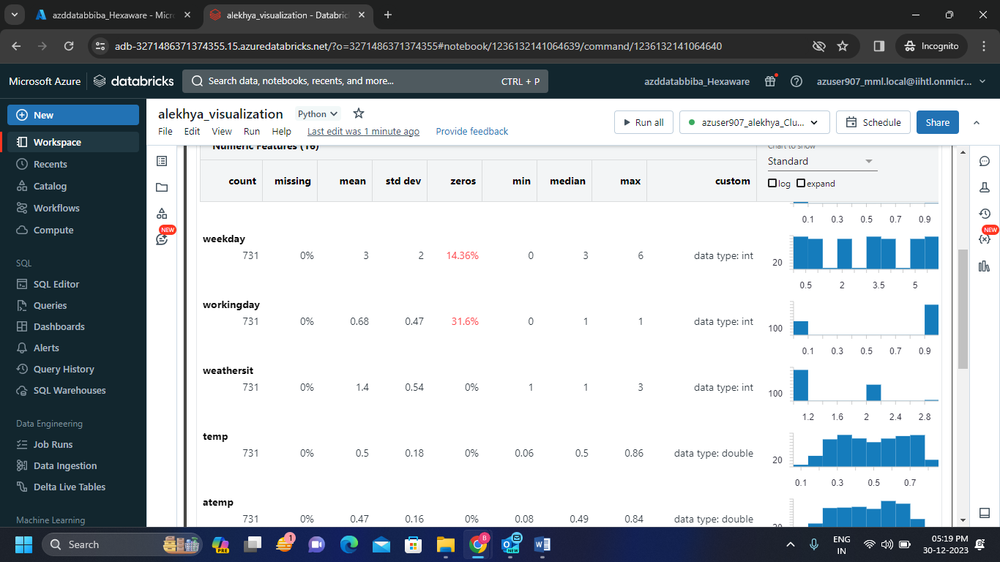 azddatabbiba_Hexaware - Micro
alekhya_visualization - Databric
adb-3271486371374355.15.azuredatabricks.net/?o=3271486371374355#notebook/1236132141064639/command/1236132141064640
Incognito
Microsoft Azure
databricks
Search data, notebooks, recents, and more...
CTRL + P
azddatabbiba_Hexaware
azuser907_mml.local@iihtl.onmicr...
New
Workspace
Recents
Catalog
Workflows
Compute
SQL
SQL Editor
Queries
Dashboards
Alerts
Query History
SQL Warehouses
Data Engineering
Job Runs
Data Ingestion
Delta Live Tables
Machine Learning
alekhya_visualization
Python
Run all
azuser907_alekhya_Clu...
Schedule
Share
File Edit View Run Help Last edit was 1 minute ago Provide feedback
NEW
NEW
Numeric Features (16)
Chart to show
Standard
log expand
count missing mean std dev zeros min median max custom
0.1 0.3 0.5 0.7 0.9
weekday
731 0% 3 2 14.36% 0 3 6 data type: int
20
0.5 2 3.5 5
workingday
731 0% 0.68 0.47 31.6% 0 1 1 data type: int
100
0.1 0.3 0.5 0.7 0.9
weathersit
731 0% 1.4 0.54 0% 1 1 3 data type: int
100
1.2 1.6 2 2.4 2.8
temp
731 0% 0.5 0.18 0% 0.06 0.5 0.86 data type: double
20
0.1 0.3 0.5 0.7
atemp
731 0% 0.47 0.16 0% 0.08 0.49 0.84 data type: double
20
Search
PRE
1
8
NEW
ENG
IN
05:19 PM
30-12-2023